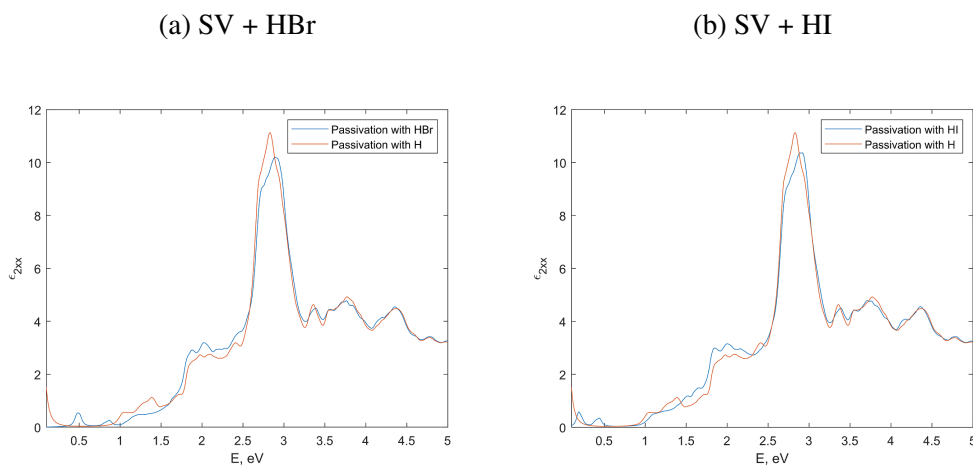 (a) SV + HBr
(b) SV + HI
12
10
8
6
4
2
0
ϵ2xx
Passivation with HBr
Passivation with H
0.5 1 1.5 2 2.5 3 3.5 4 4.5 5
E, eV
12
10
8
6
4
2
0
ϵ2xx
Passivation with HI
Passivation with H
0.5 1 1.5 2 2.5 3 3.5 4 4.5 5
E, eV